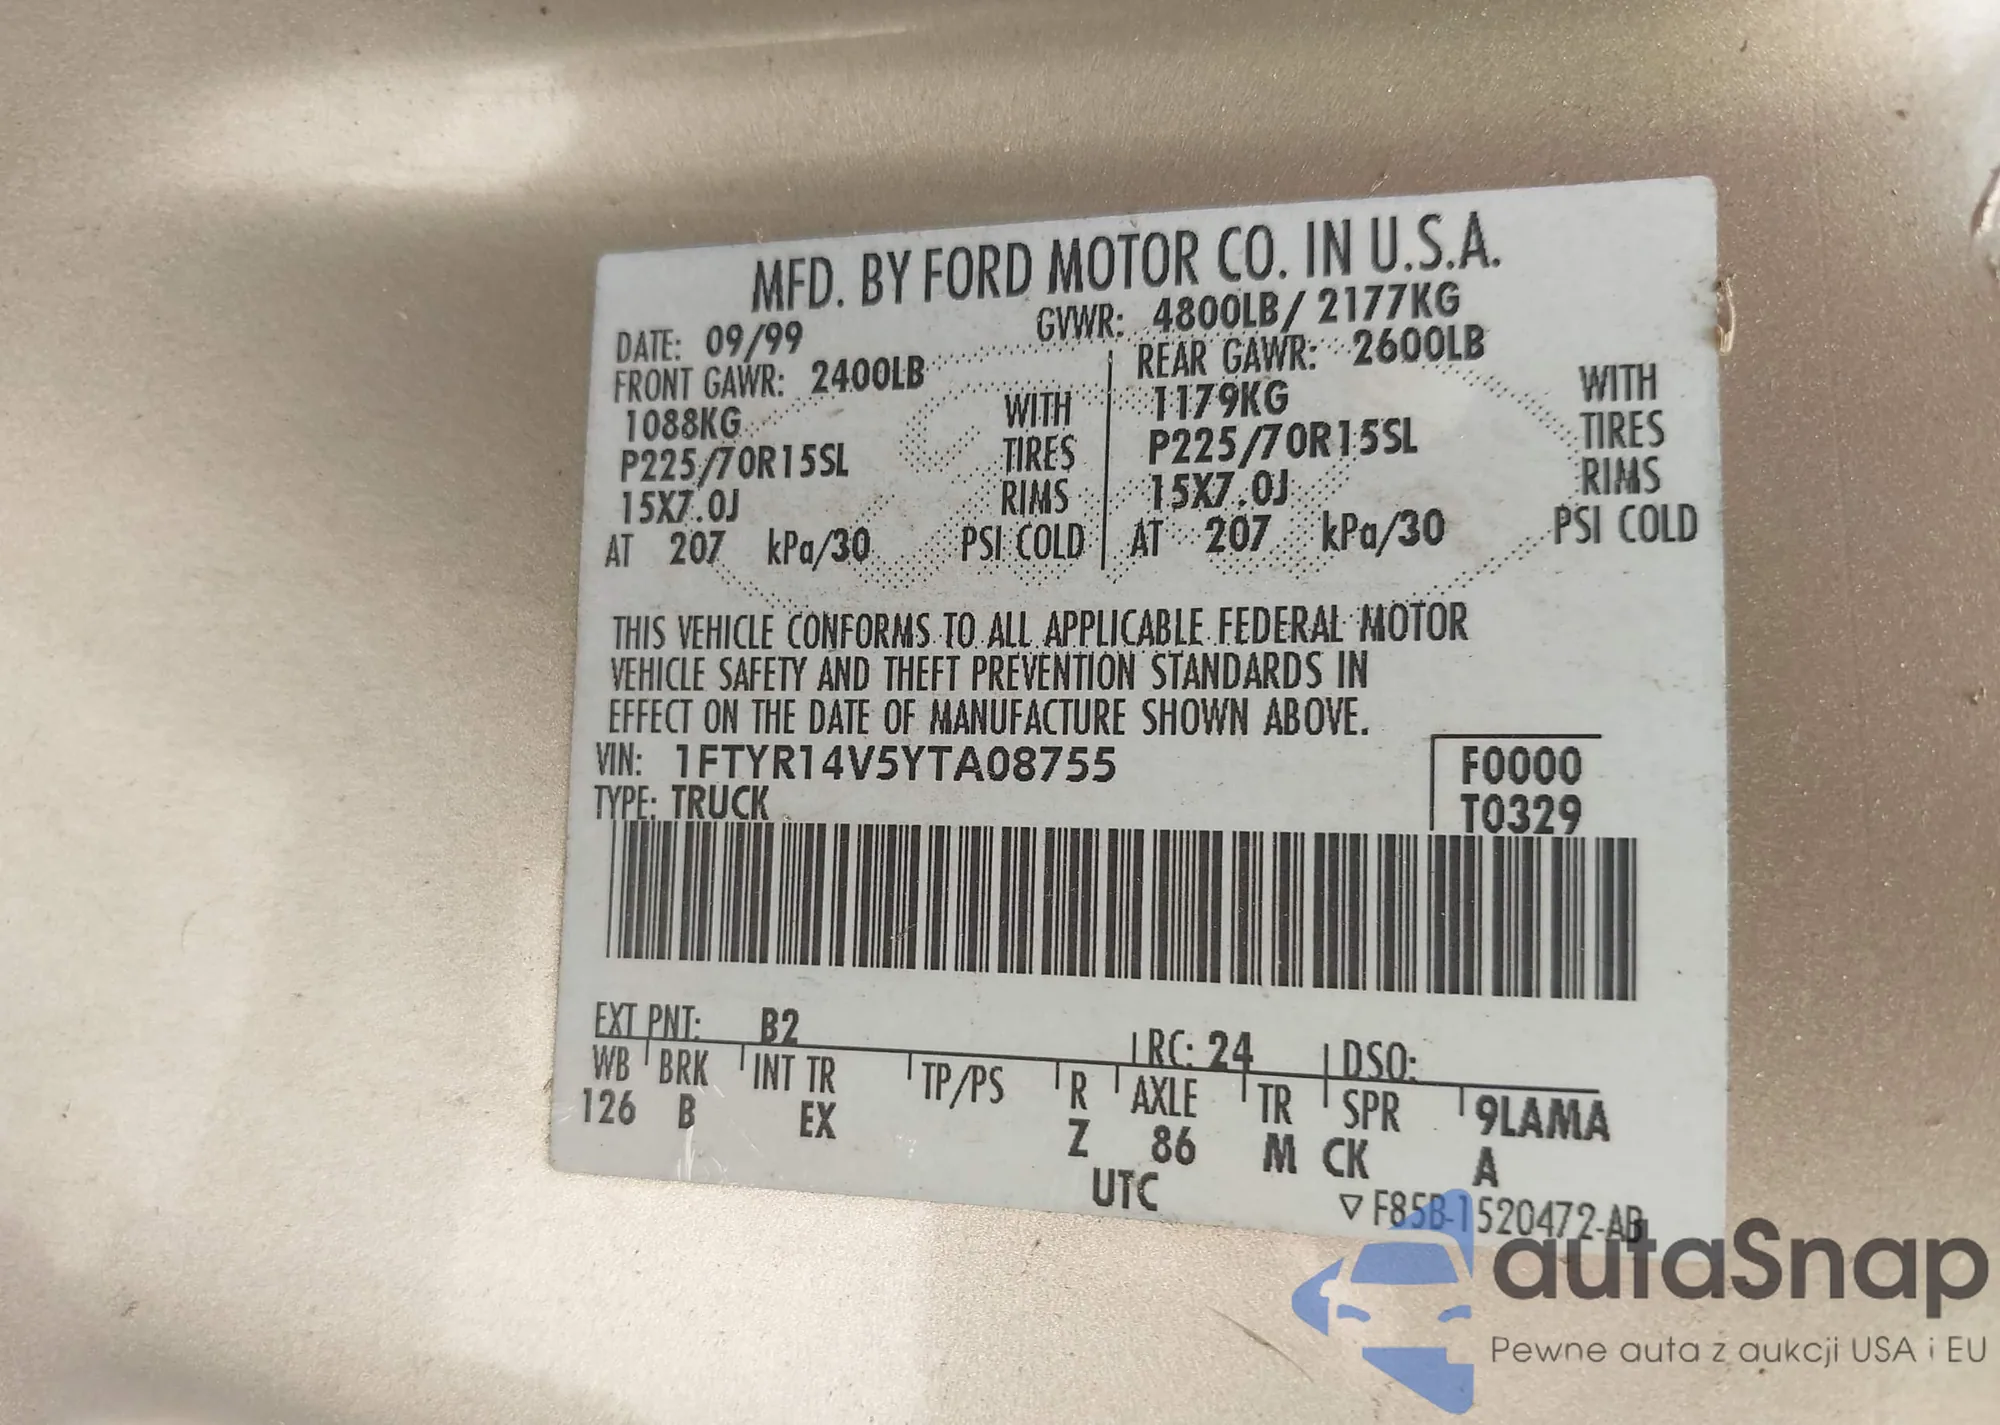 MFD. BY FORD MOTOR CO. IN U.S.A.
DATE: 09/99 GVWR: 4800LB/ 2177KG
FRONT GAWR: 2400LB REAR GAWR: 2600LB
1088KG WITH 1179KG WITH
P225/70R15SL TIRES P225/70R15SL TIRES
15X7.0J RIMS 15X7.0J RIMS
AT 207 kPa/30 PSI COLD AT 207 kPa/30 PSI COLD
THIS VEHICLE CONFORMS TO ALL APPLICABLE FEDERAL MOTOR
VEHICLE SAFETY AND THEFT PREVENTION STANDARDS IN
EFFECT ON THE DATE OF MANUFACTURE SHOWN ABOVE.
VIN: 1FTYR14V5YTA08755 F0000
TYPE: TRUCK T0329
EXT PNT: B2 RC: 24 DSO:
WB BRK INT TR TP/PS R AXLE TR SPR 9LAMA
126 B EX Z 86 M CK A
UTC ▽ F85B-1520472-AB
autaSnap
Pewne auta z aukcji USA i EU